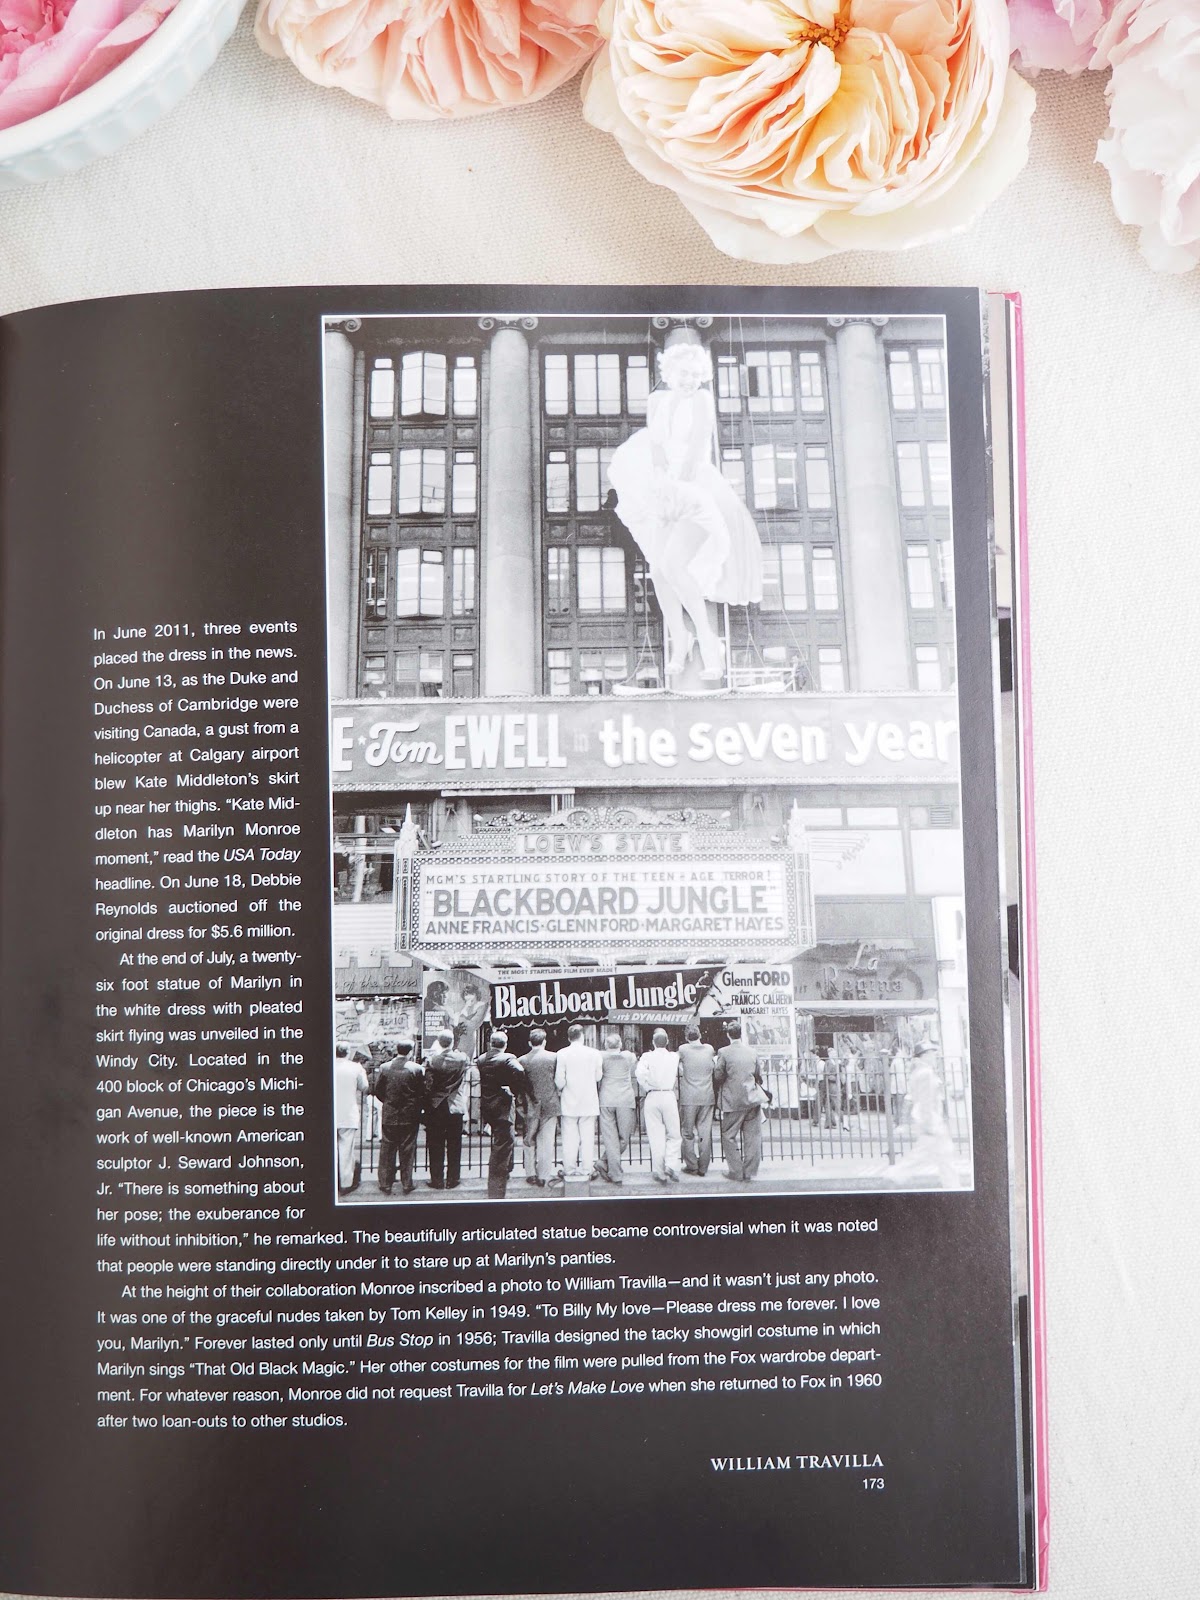 E * Tom EWELL in the seven year
LOEW'S STATE
MGM'S STARTLING STORY OF THE TEEN - AGE TERROR!
"BLACKBOARD JUNGLE"
ANNE FRANCIS · GLENN FORD · MARGARET HAYES
THE MOST STARTLING FILM EVER MADE!
Blackboard Jungle
IT'S DYNAMITE!
Glenn FORD
FRANCIS CALHERN
MARGARET HAYES
of the Stars
La
In June 2011, three events
placed the dress in the news.
On June 13, as the Duke and
Duchess of Cambridge were
visiting Canada, a gust from a
helicopter at Calgary airport
blew Kate Middleton's skirt
up near her thighs. "Kate Mid-
dleton has Marilyn Monroe
moment," read the USA Today
headline. On June 18, Debbie
Reynolds auctioned off the
original dress for $5.6 million.
At the end of July, a twenty-
six foot statue of Marilyn in
the white dress with pleated
skirt flying was unveiled in the
Windy City. Located in the
400 block of Chicago's Michi-
gan Avenue, the piece is the
work of well-known American
sculptor J. Seward Johnson,
Jr. "There is something about
her pose; the exuberance for
life without inhibition," he remarked. The beautifully articulated statue became controversial when it was noted
that people were standing directly under it to stare up at Marilyn's panties.
At the height of their collaboration Monroe inscribed a photo to William Travilla—and it wasn't just any photo.
It was one of the graceful nudes taken by Tom Kelley in 1949. "To Billy My love—Please dress me forever. I love
you, Marilyn." Forever lasted only until Bus Stop in 1956; Travilla designed the tacky showgirl costume in which
Marilyn sings "That Old Black Magic." Her other costumes for the film were pulled from the Fox wardrobe depart-
ment. For whatever reason, Monroe did not request Travilla for Let's Make Love when she returned to Fox in 1960
after two loan-outs to other studios.
WILLIAM TRAVILLA
173